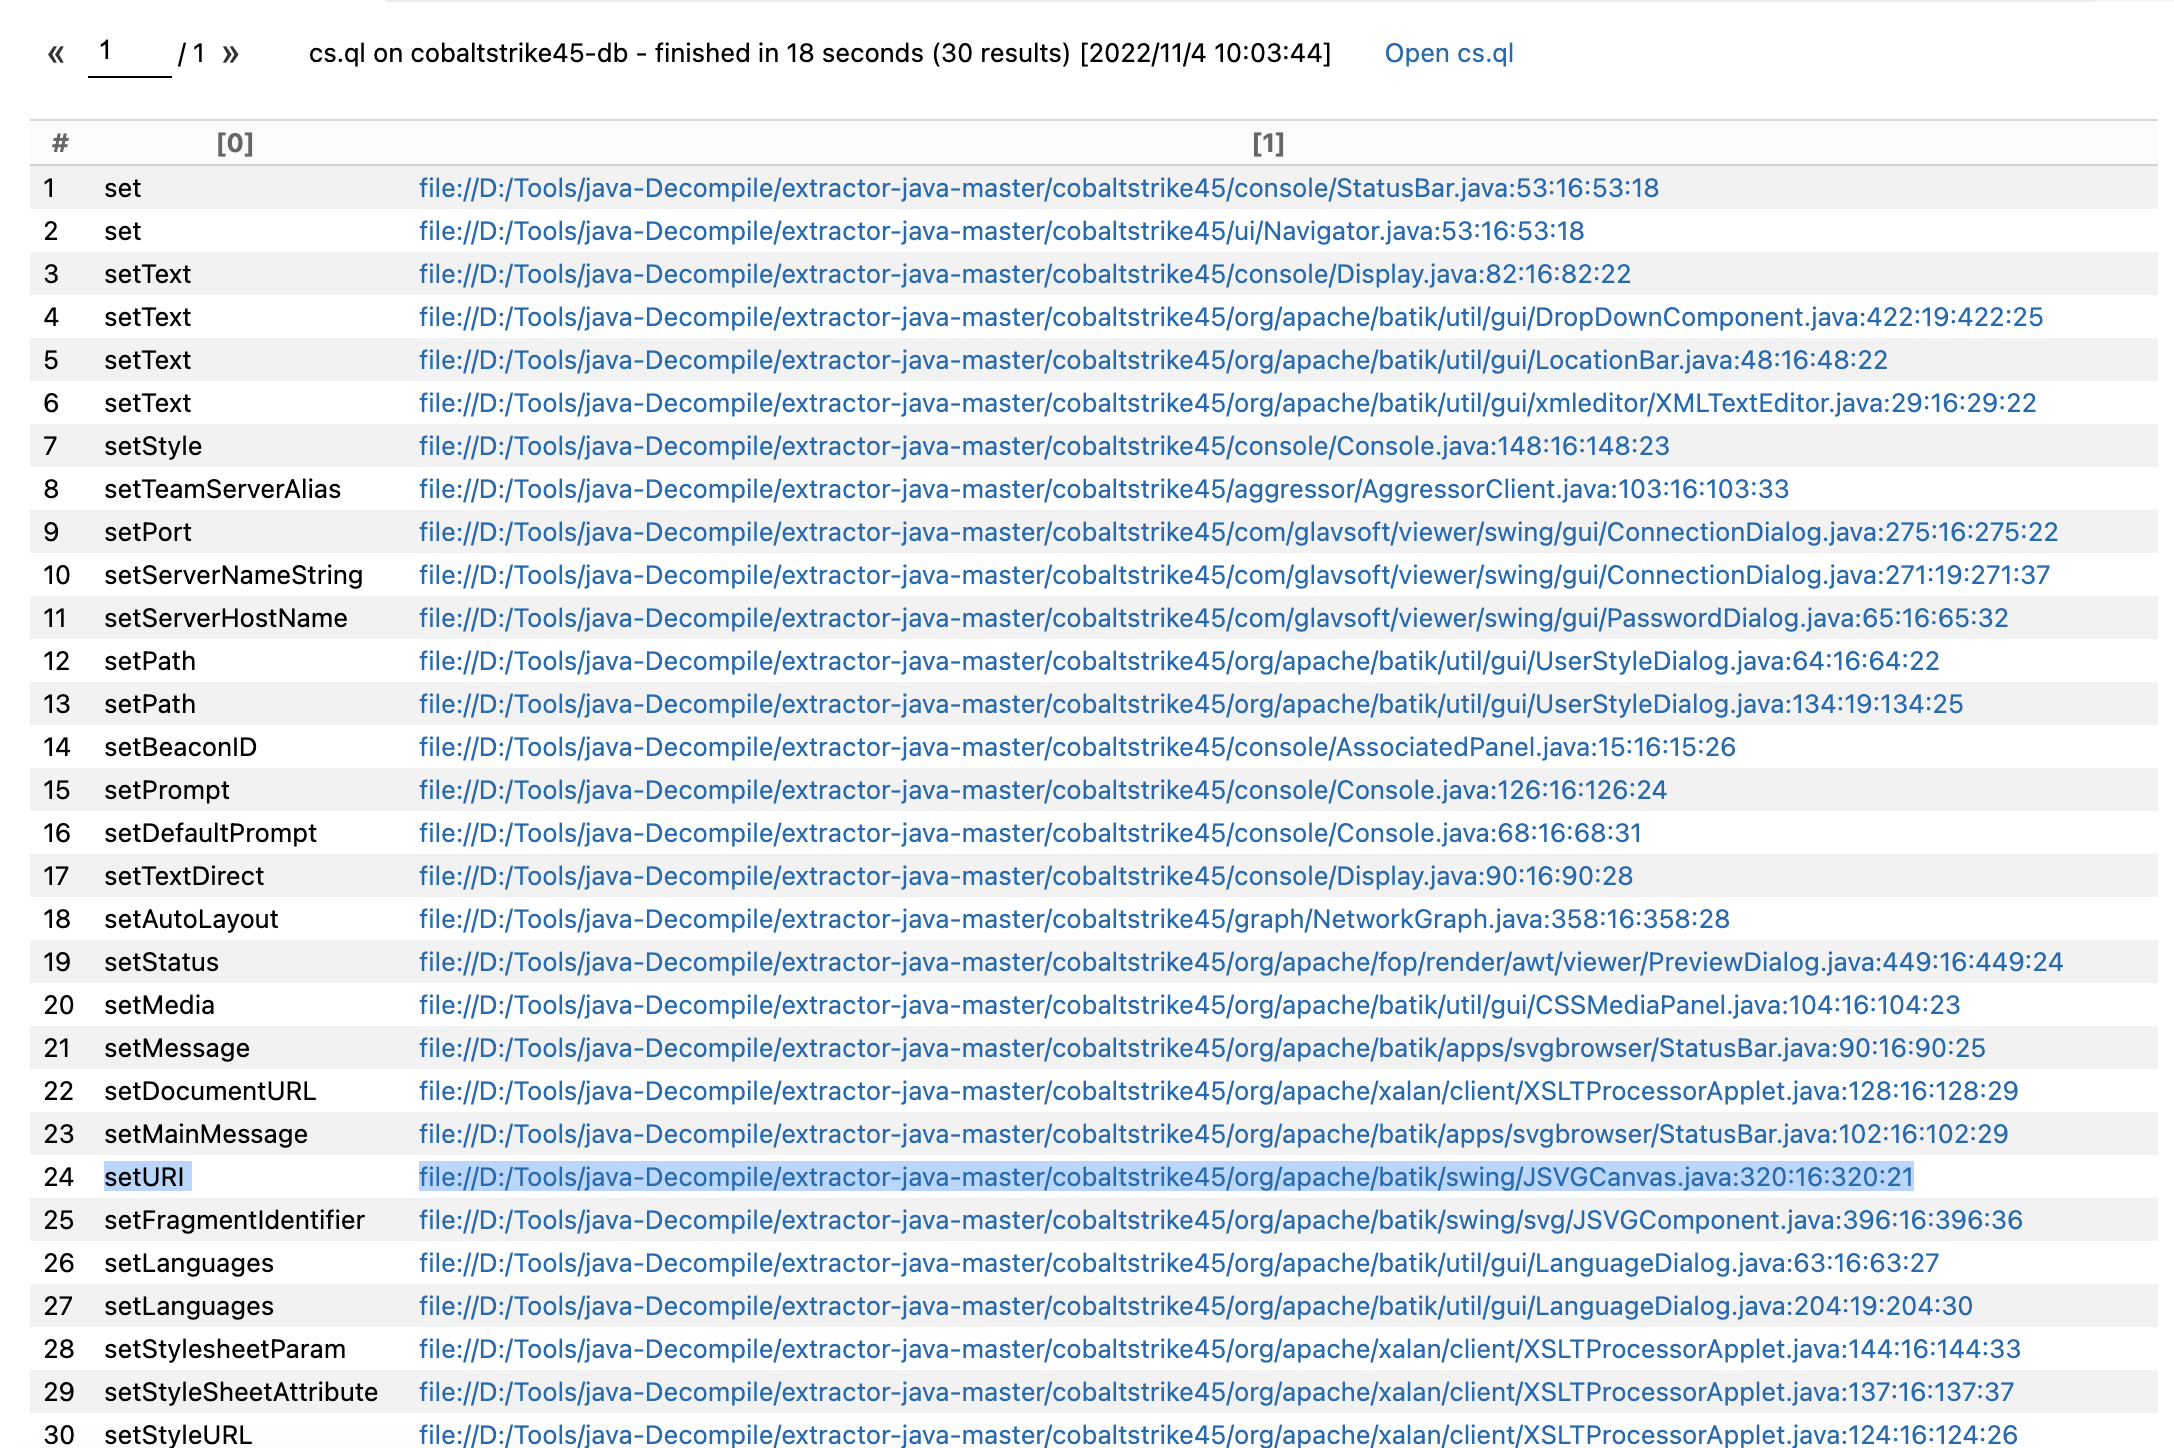 « 1 / 1 » cs.ql on cobaltstrike45-db - finished in 18 seconds (30 results) [2022/11/4 10:03:44] Open cs.ql
# [0] [1]
1 set file://D:/Tools/java-Decompile/extractor-java-master/cobaltstrike45/console/StatusBar.java:53:16:53:18
2 set file://D:/Tools/java-Decompile/extractor-java-master/cobaltstrike45/ui/Navigator.java:53:16:53:18
3 setText file://D:/Tools/java-Decompile/extractor-java-master/cobaltstrike45/console/Display.java:82:16:82:22
4 setText file://D:/Tools/java-Decompile/extractor-java-master/cobaltstrike45/org/apache/batik/util/gui/DropDownComponent.java:422:19:422:25
5 setText file://D:/Tools/java-Decompile/extractor-java-master/cobaltstrike45/org/apache/batik/util/gui/LocationBar.java:48:16:48:22
6 setText file://D:/Tools/java-Decompile/extractor-java-master/cobaltstrike45/org/apache/batik/util/gui/xmleditor/XMLTextEditor.java:29:16:29:22
7 setStyle file://D:/Tools/java-Decompile/extractor-java-master/cobaltstrike45/console/Console.java:148:16:148:23
8 setTeamServerAlias file://D:/Tools/java-Decompile/extractor-java-master/cobaltstrike45/aggressor/AggressorClient.java:103:16:103:33
9 setPort file://D:/Tools/java-Decompile/extractor-java-master/cobaltstrike45/com/glavsoft/viewer/swing/gui/ConnectionDialog.java:275:16:275:22
10 setServerNameString file://D:/Tools/java-Decompile/extractor-java-master/cobaltstrike45/com/glavsoft/viewer/swing/gui/ConnectionDialog.java:271:19:271:37
11 setServerHostName file://D:/Tools/java-Decompile/extractor-java-master/cobaltstrike45/com/glavsoft/viewer/swing/gui/PasswordDialog.java:65:16:65:32
12 setPath file://D:/Tools/java-Decompile/extractor-java-master/cobaltstrike45/org/apache/batik/util/gui/UserStyleDialog.java:64:16:64:22
13 setPath file://D:/Tools/java-Decompile/extractor-java-master/cobaltstrike45/org/apache/batik/util/gui/UserStyleDialog.java:134:19:134:25
14 setBeaconID file://D:/Tools/java-Decompile/extractor-java-master/cobaltstrike45/console/AssociatedPanel.java:15:16:15:26
15 setPrompt file://D:/Tools/java-Decompile/extractor-java-master/cobaltstrike45/console/Console.java:126:16:126:24
16 setDefaultPrompt file://D:/Tools/java-Decompile/extractor-java-master/cobaltstrike45/console/Console.java:68:16:68:31
17 setTextDirect file://D:/Tools/java-Decompile/extractor-java-master/cobaltstrike45/console/Display.java:90:16:90:28
18 setAutoLayout file://D:/Tools/java-Decompile/extractor-java-master/cobaltstrike45/graph/NetworkGraph.java:358:16:358:28
19 setStatus file://D:/Tools/java-Decompile/extractor-java-master/cobaltstrike45/org/apache/fop/render/awt/viewer/PreviewDialog.java:449:16:449:24
20 setMedia file://D:/Tools/java-Decompile/extractor-java-master/cobaltstrike45/org/apache/batik/util/gui/CSSMediaPanel.java:104:16:104:23
21 setMessage file://D:/Tools/java-Decompile/extractor-java-master/cobaltstrike45/org/apache/batik/apps/svgbrowser/StatusBar.java:90:16:90:25
22 setDocumentURL file://D:/Tools/java-Decompile/extractor-java-master/cobaltstrike45/org/apache/xalan/client/XSLTProcessorApplet.java:128:16:128:29
23 setMainMessage file://D:/Tools/java-Decompile/extractor-java-master/cobaltstrike45/org/apache/batik/apps/svgbrowser/StatusBar.java:102:16:102:29
24 setURI file://D:/Tools/java-Decompile/extractor-java-master/cobaltstrike45/org/apache/batik/swing/JSVGCanvas.java:320:16:320:21
25 setFragmentIdentifier file://D:/Tools/java-Decompile/extractor-java-master/cobaltstrike45/org/apache/batik/swing/svg/JSVGComponent.java:396:16:396:36
26 setLanguages file://D:/Tools/java-Decompile/extractor-java-master/cobaltstrike45/org/apache/batik/util/gui/LanguageDialog.java:63:16:63:27
27 setLanguages file://D:/Tools/java-Decompile/extractor-java-master/cobaltstrike45/org/apache/batik/util/gui/LanguageDialog.java:204:19:204:30
28 setStylesheetParam file://D:/Tools/java-Decompile/extractor-java-master/cobaltstrike45/org/apache/xalan/client/XSLTProcessorApplet.java:144:16:144:33
29 setStyleSheetAttribute file://D:/Tools/java-Decompile/extractor-java-master/cobaltstrike45/org/apache/xalan/client/XSLTProcessorApplet.java:137:16:137:37
30 setStyleURL file://D:/Tools/java-Decompile/extractor-java-master/cobaltstrike45/org/apache/xalan/client/XSLTProcessorApplet.java:124:16:124:26